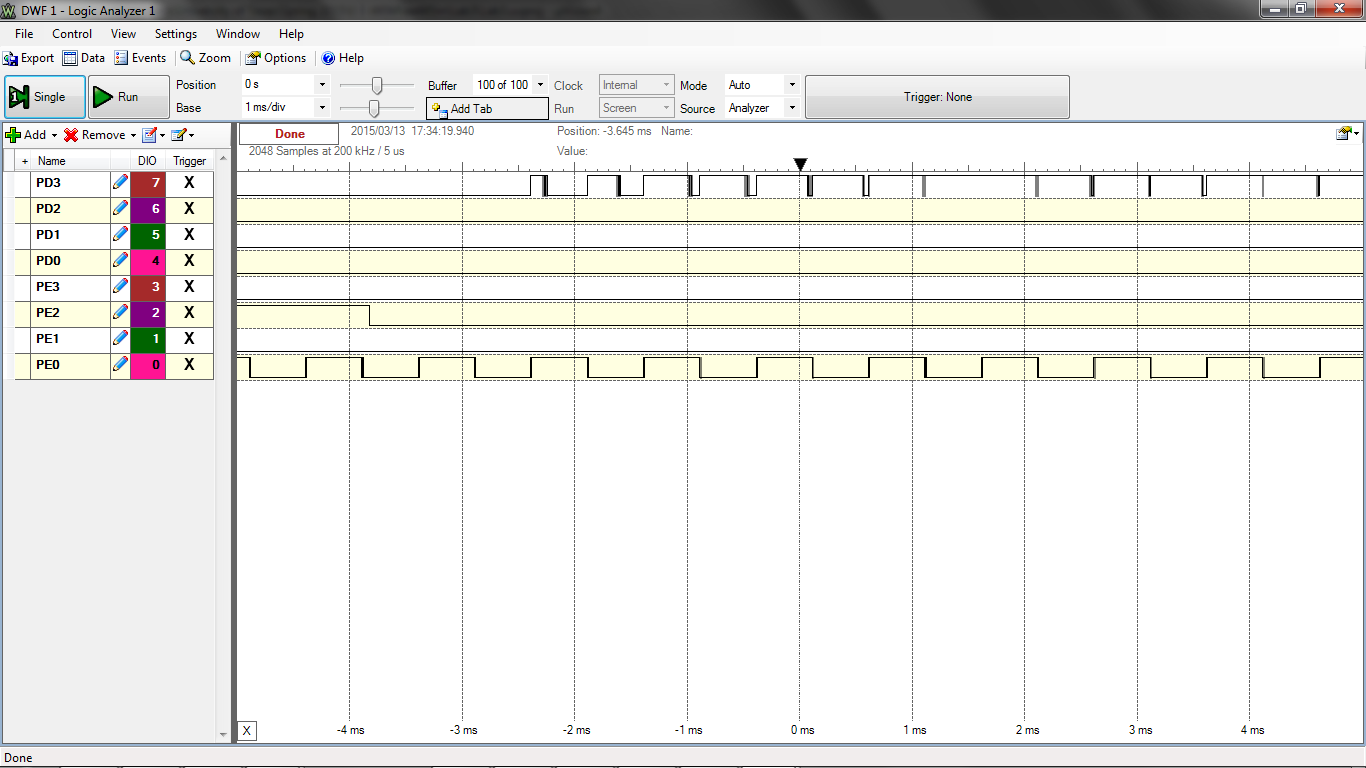 DWF 1 - Logic Analyzer 1
File Control View Settings Window Help
Export Data Events Zoom Options Help
Single Run Position 0 s Buffer 100 of 100 Clock Internal Mode Auto Trigger: None
Base 1 ms/div Add Tab Run Screen Source Analyzer
Add Remove Done 2015/03/13 17:34:19.940 Position: -3.645 ms Name:
2048 Samples at 200 kHz / 5 us Value:
+ Name DIO Trigger
PD3 7 X
PD2 6 X
PD1 5 X
PD0 4 X
PE3 3 X
PE2 2 X
PE1 1 X
PE0 0 X
X -4 ms -3 ms -2 ms -1 ms 0 ms 1 ms 2 ms 3 ms 4 ms
Done